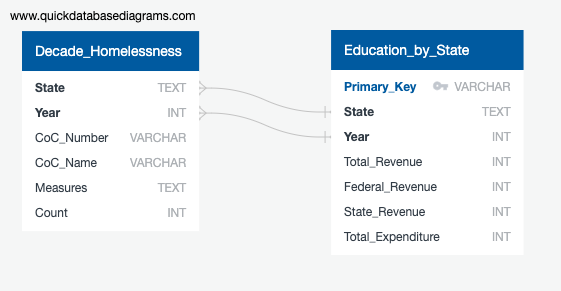 www.quickdatabasediagrams.com
Decade_Homelessness
State TEXT
Year INT
CoC_Number VARCHAR
CoC_Name VARCHAR
Measures TEXT
Count INT
Education_by_State
Primary_Key VARCHAR
State TEXT
Year INT
Total_Revenue INT
Federal_Revenue INT
State_Revenue INT
Total_Expenditure INT